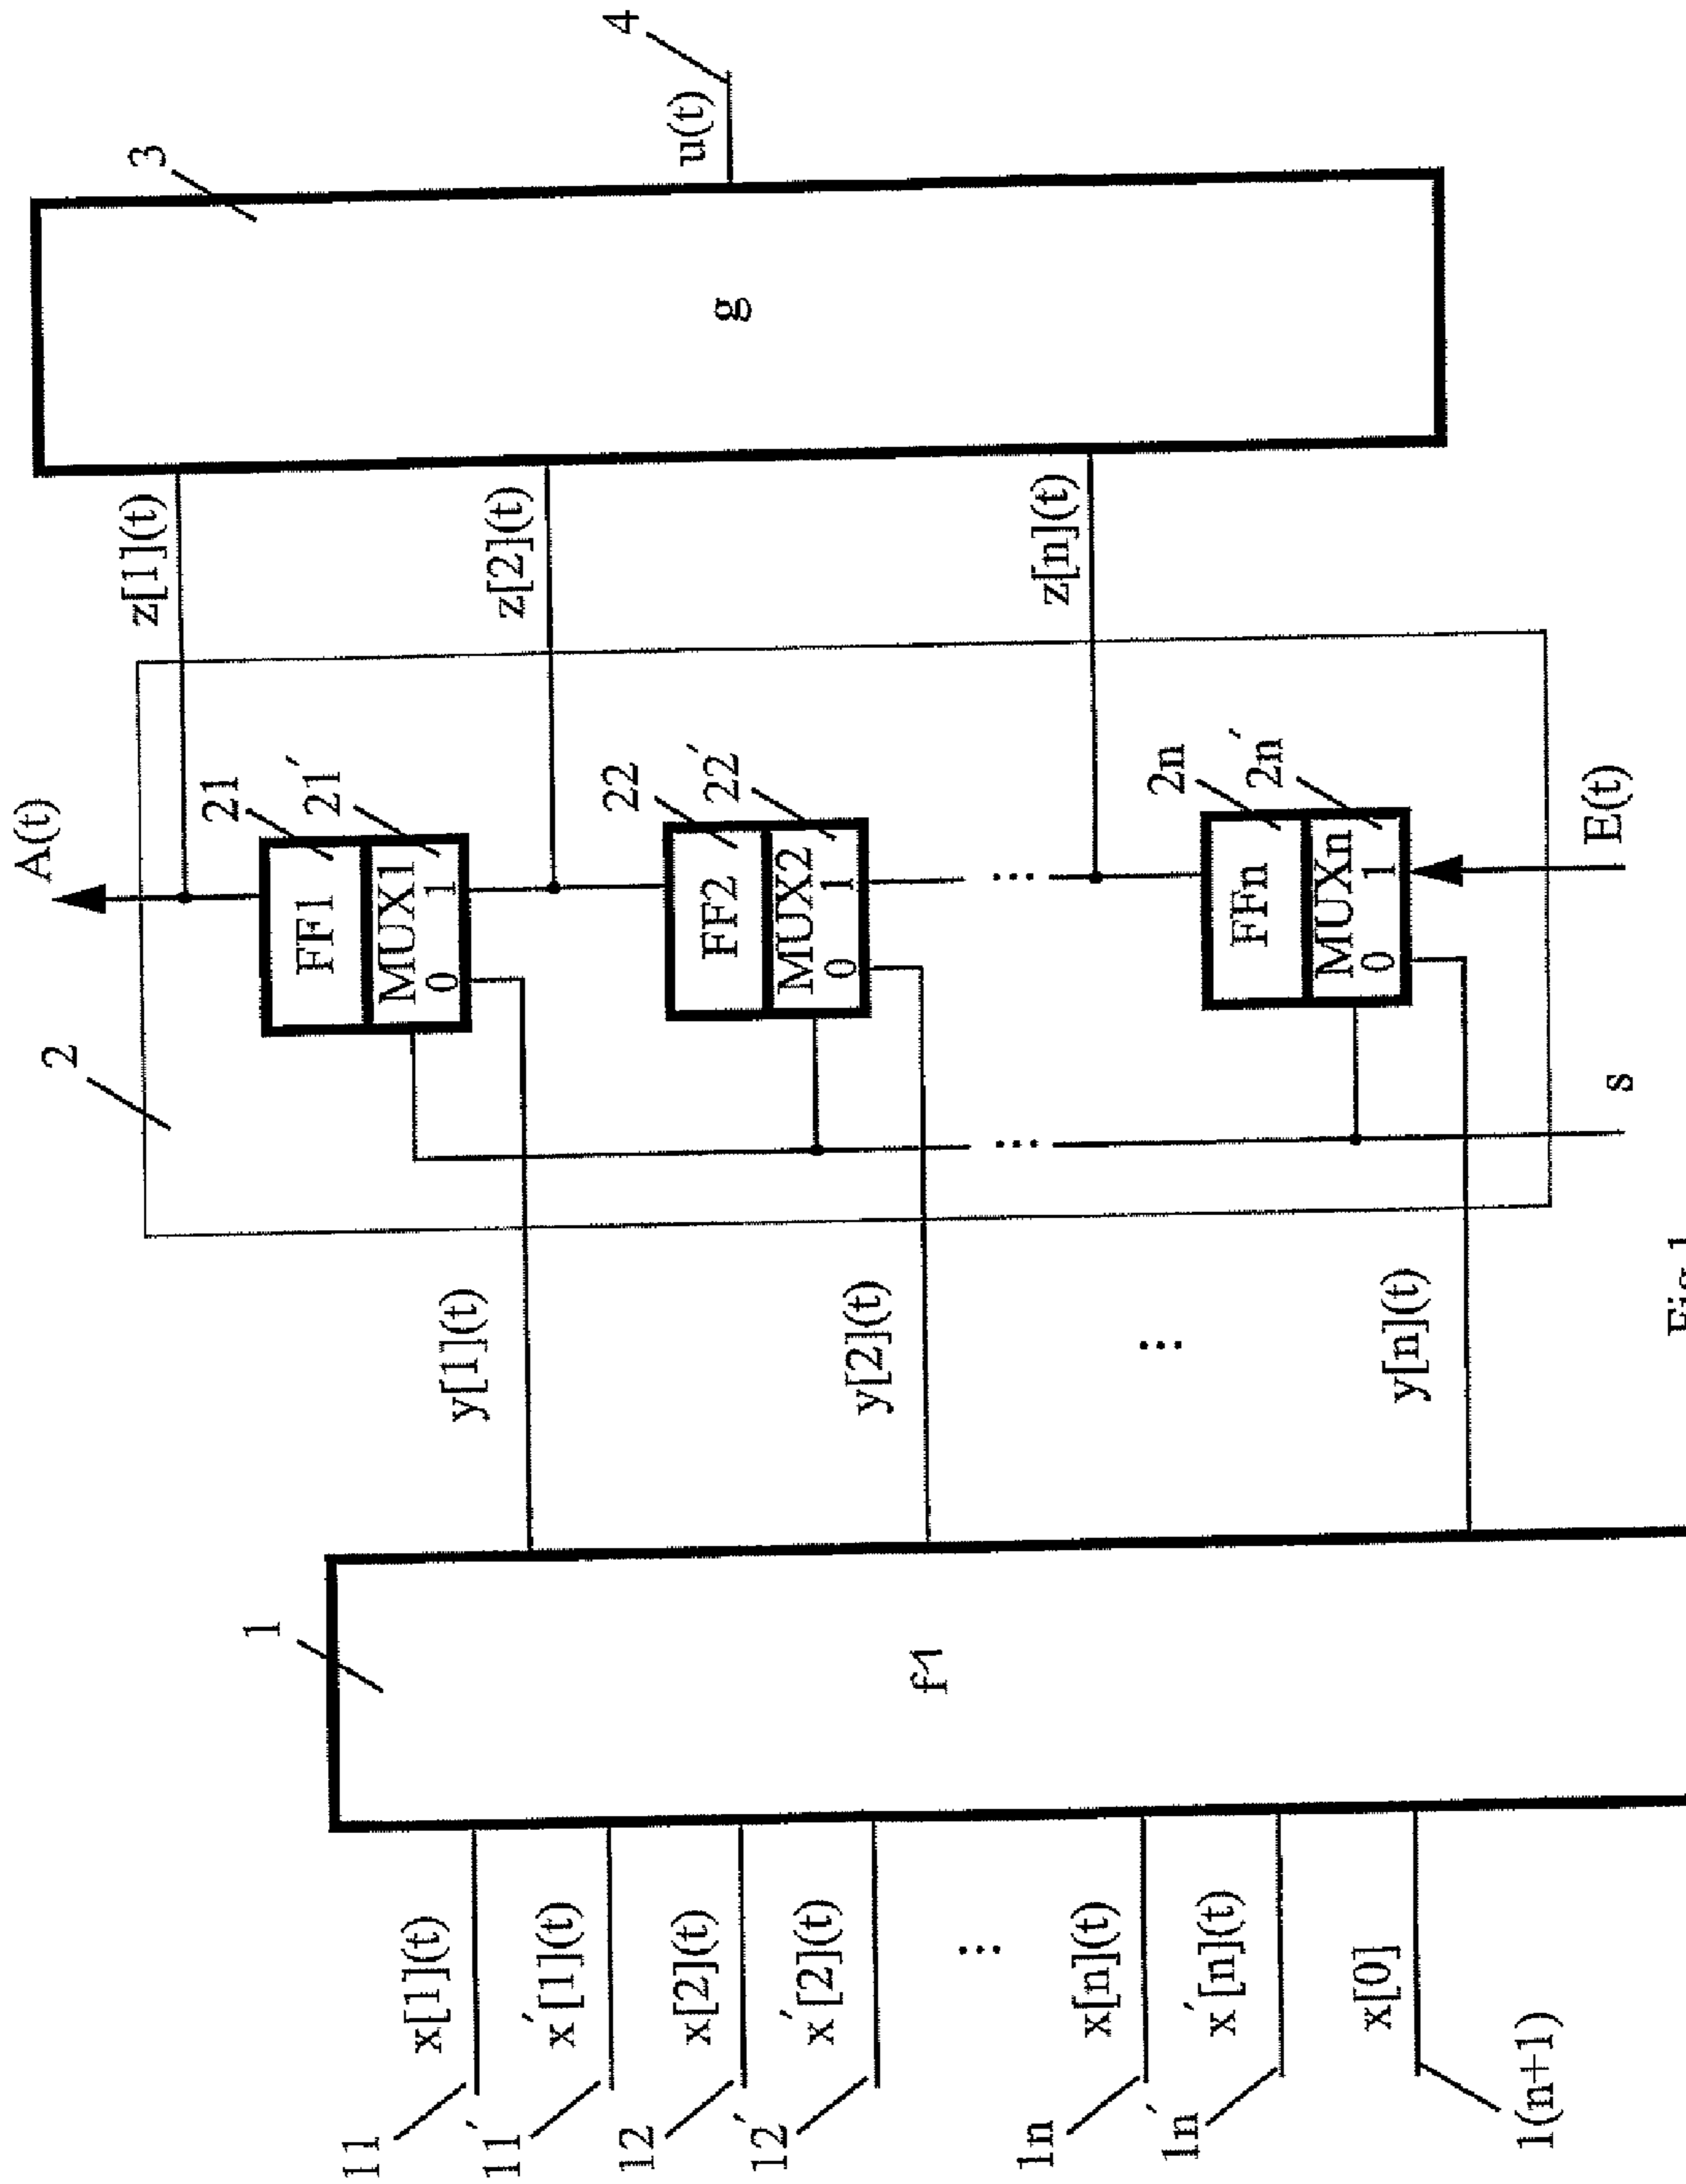 11
x[1](t)
11´
x´[1](t)
12
x[2](t)
12´
x´[2](t)
...
1n
x[n](t)
1n´
x´[n](t)
x[0]
1(n+1)
1
f1
y[1](t)
y[2](t)
...
y[n](t)
2
A(t)
FF1
MUX1
0 1
21
21´
FF2
MUX2
0 1
22
22´
...
...
FFn
MUXn
0 1
2n
2n´
s
E(t)
z[1](t)
z[2](t)
z[n](t)
3
g
u(t)
4
Fig.1